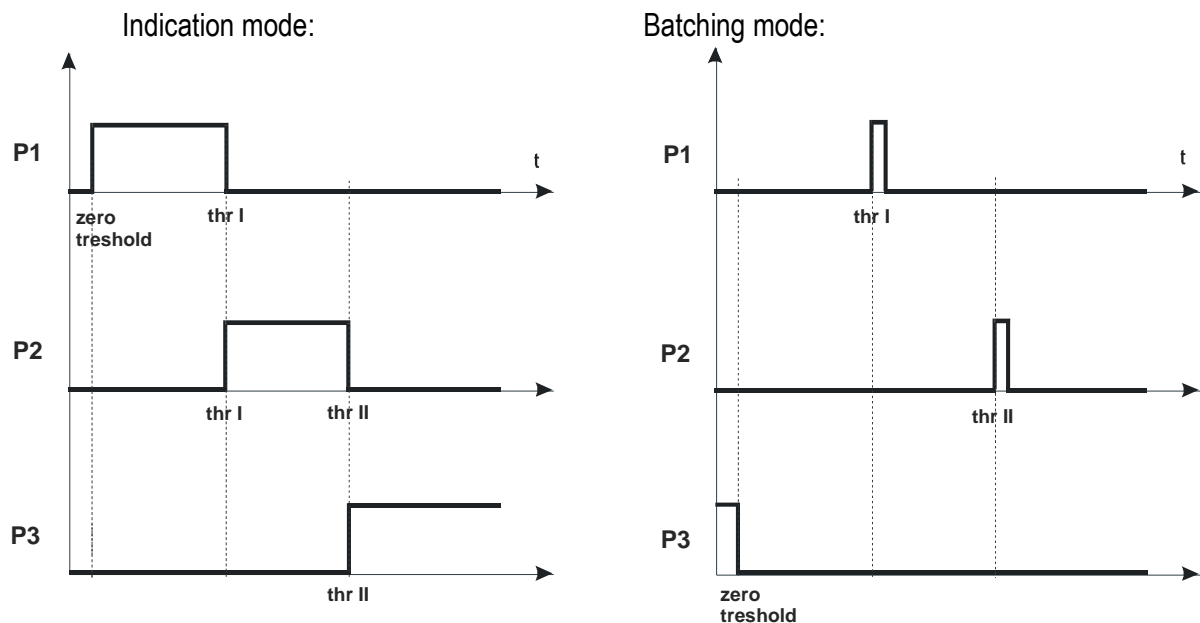 Indication mode:
P1
t
zero
treshold
thr I
P2
thr I
thr II
P3
thr II
Batching mode:
P1
t
thr I
P2
thr II
P3
zero
treshold